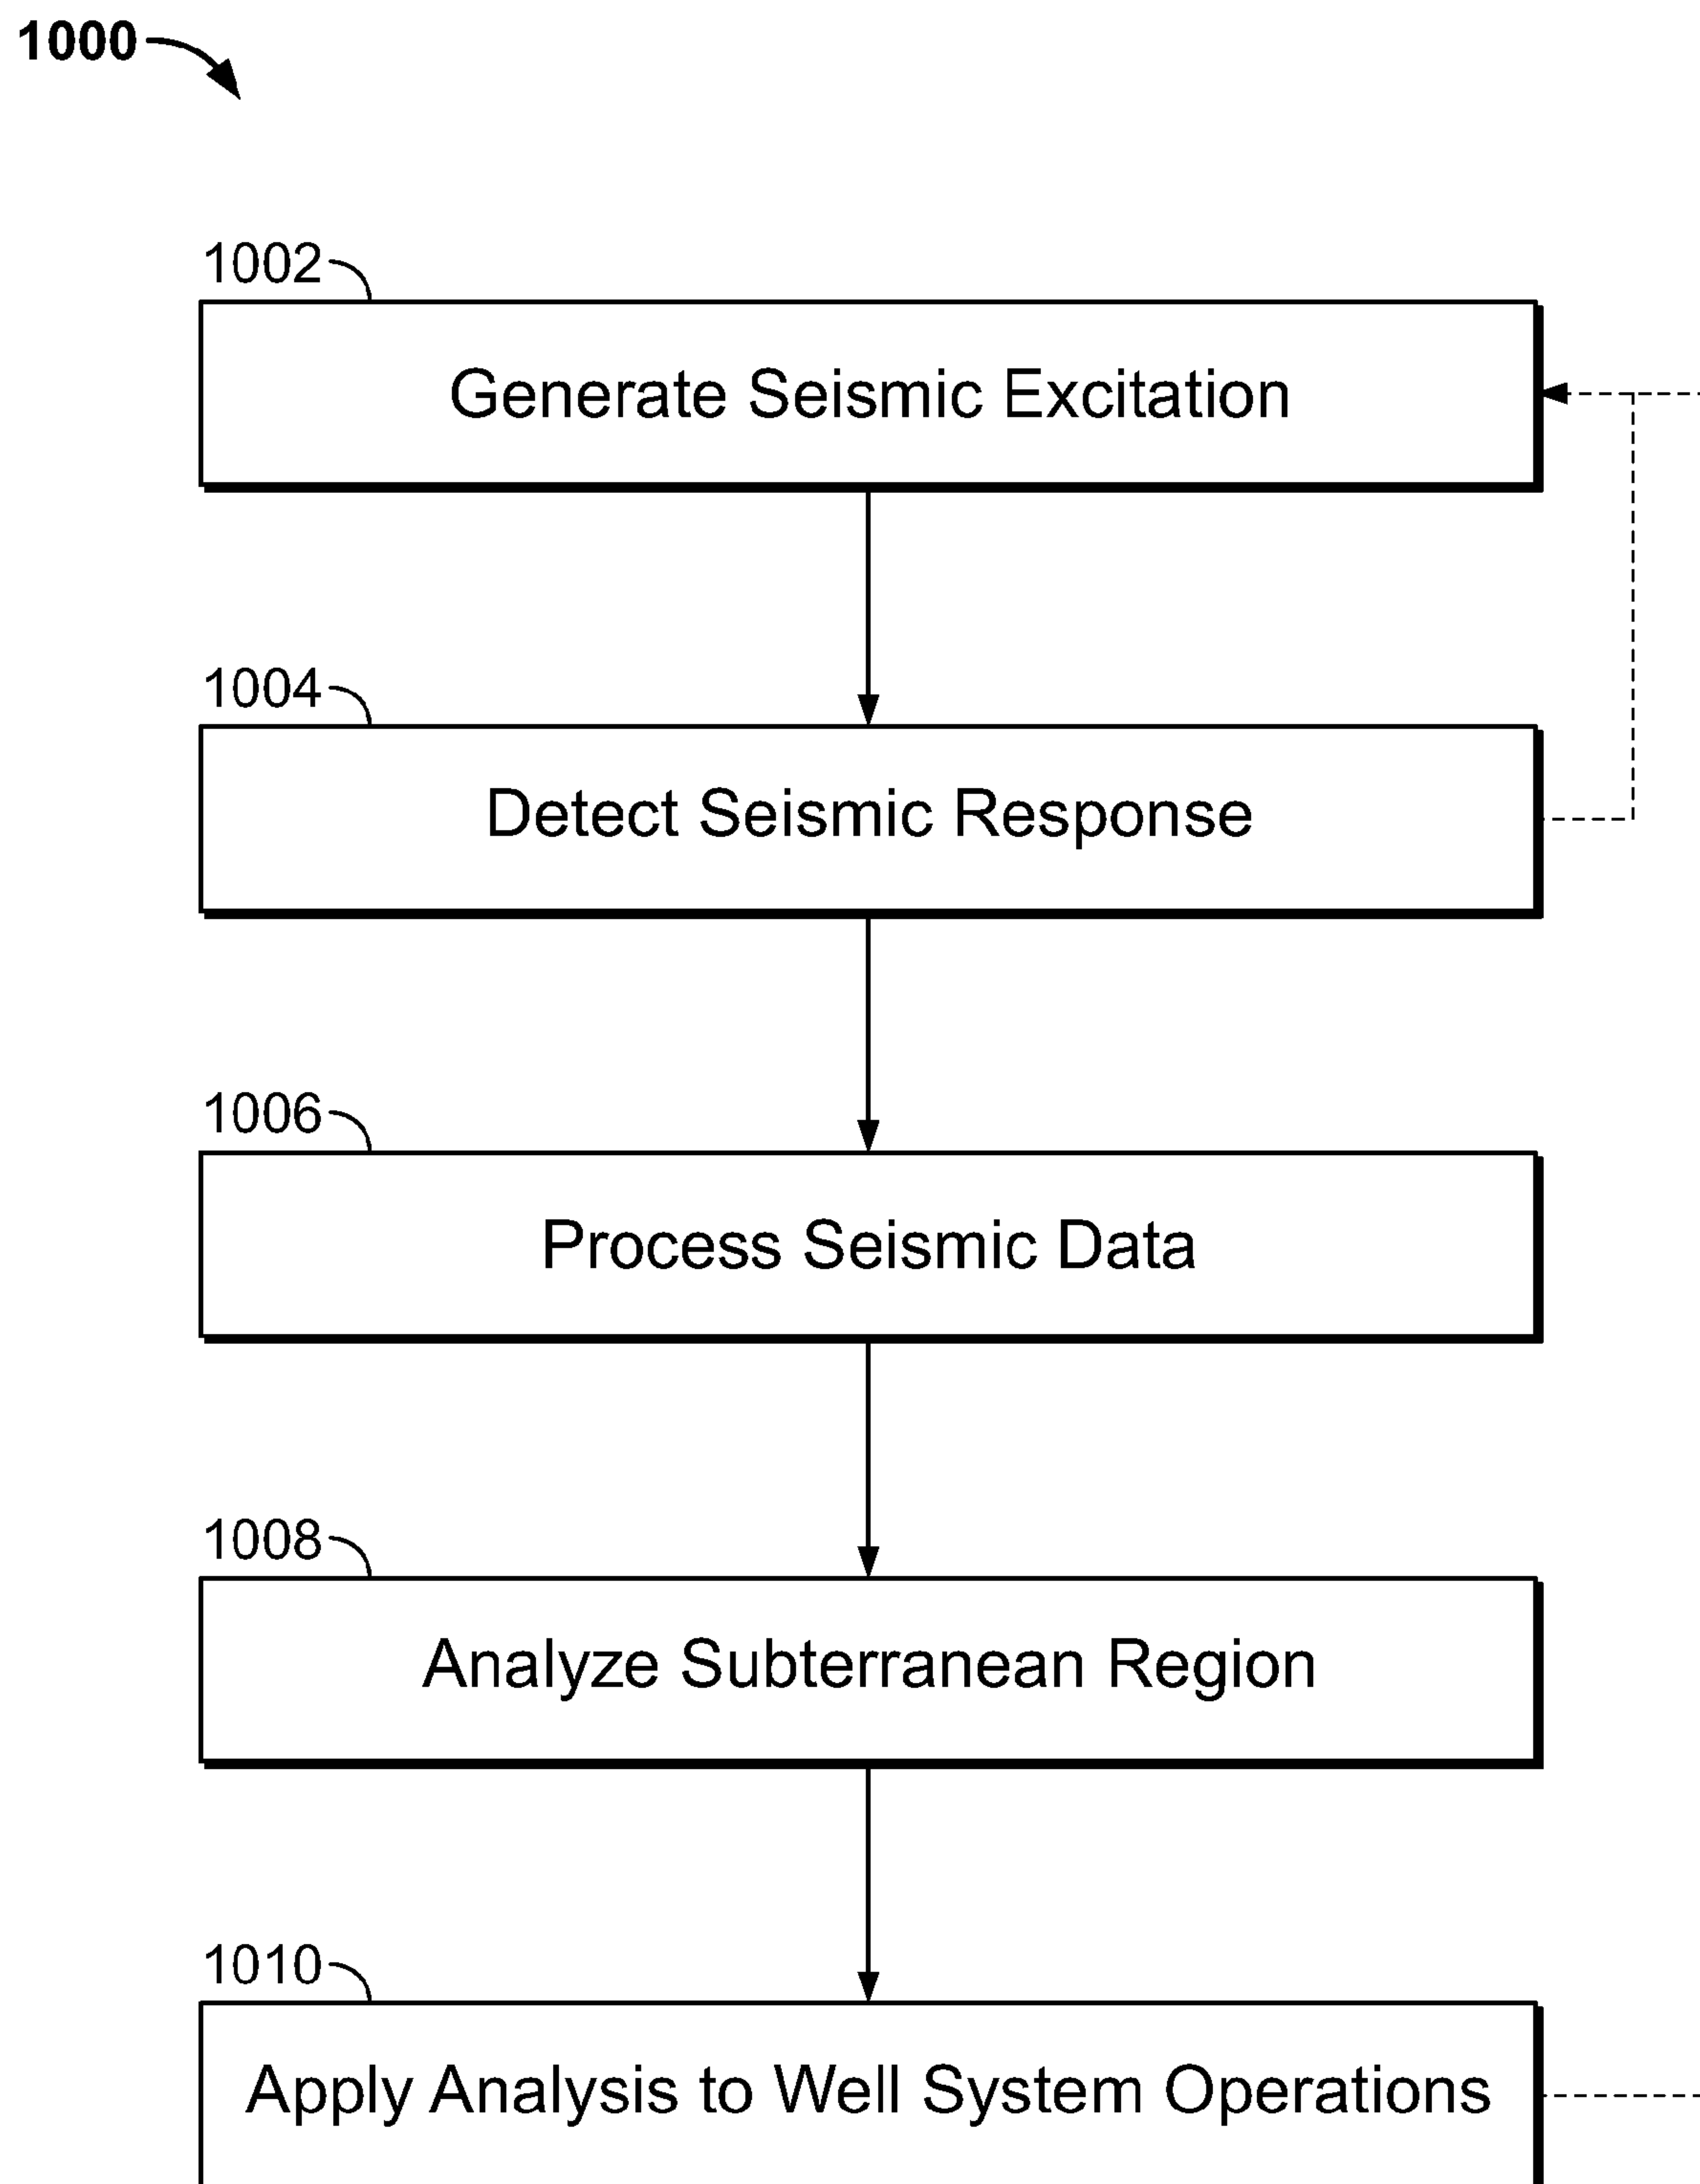 1000
1002
Generate Seismic Excitation
1004
Detect Seismic Response
1006
Process Seismic Data
1008
Analyze Subterranean Region
1010
Apply Analysis to Well System Operations